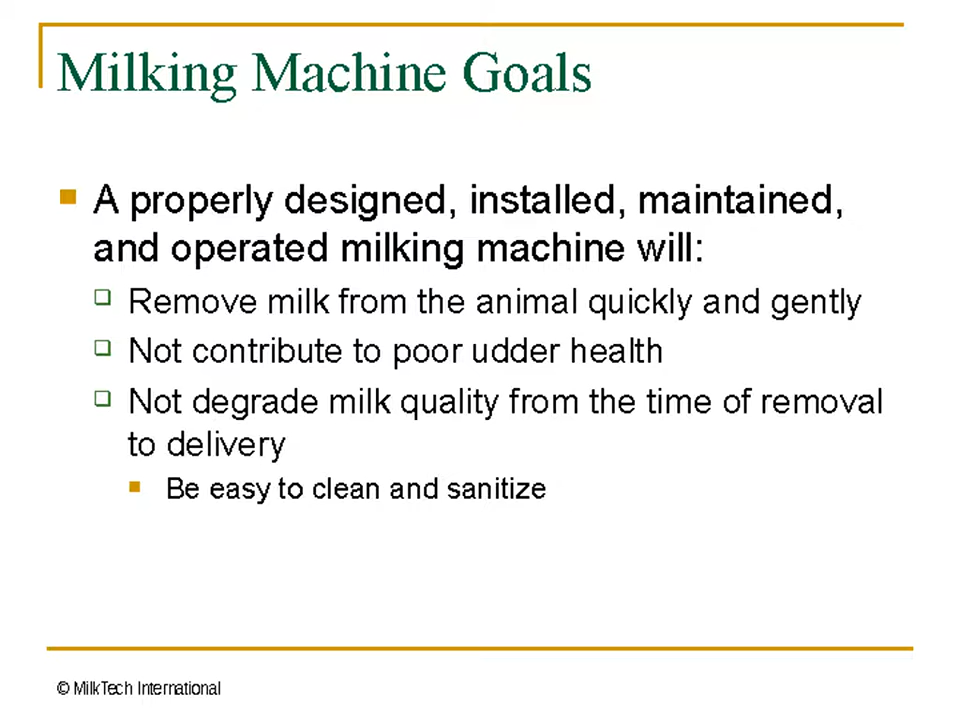 Milking Machine Goals
A properly designed, installed, maintained,
and operated milking machine will:
Remove milk from the animal quickly and gently
Not contribute to poor udder health
Not degrade milk quality from the time of removal
to delivery
Be easy to clean and sanitize
© MilkTech International